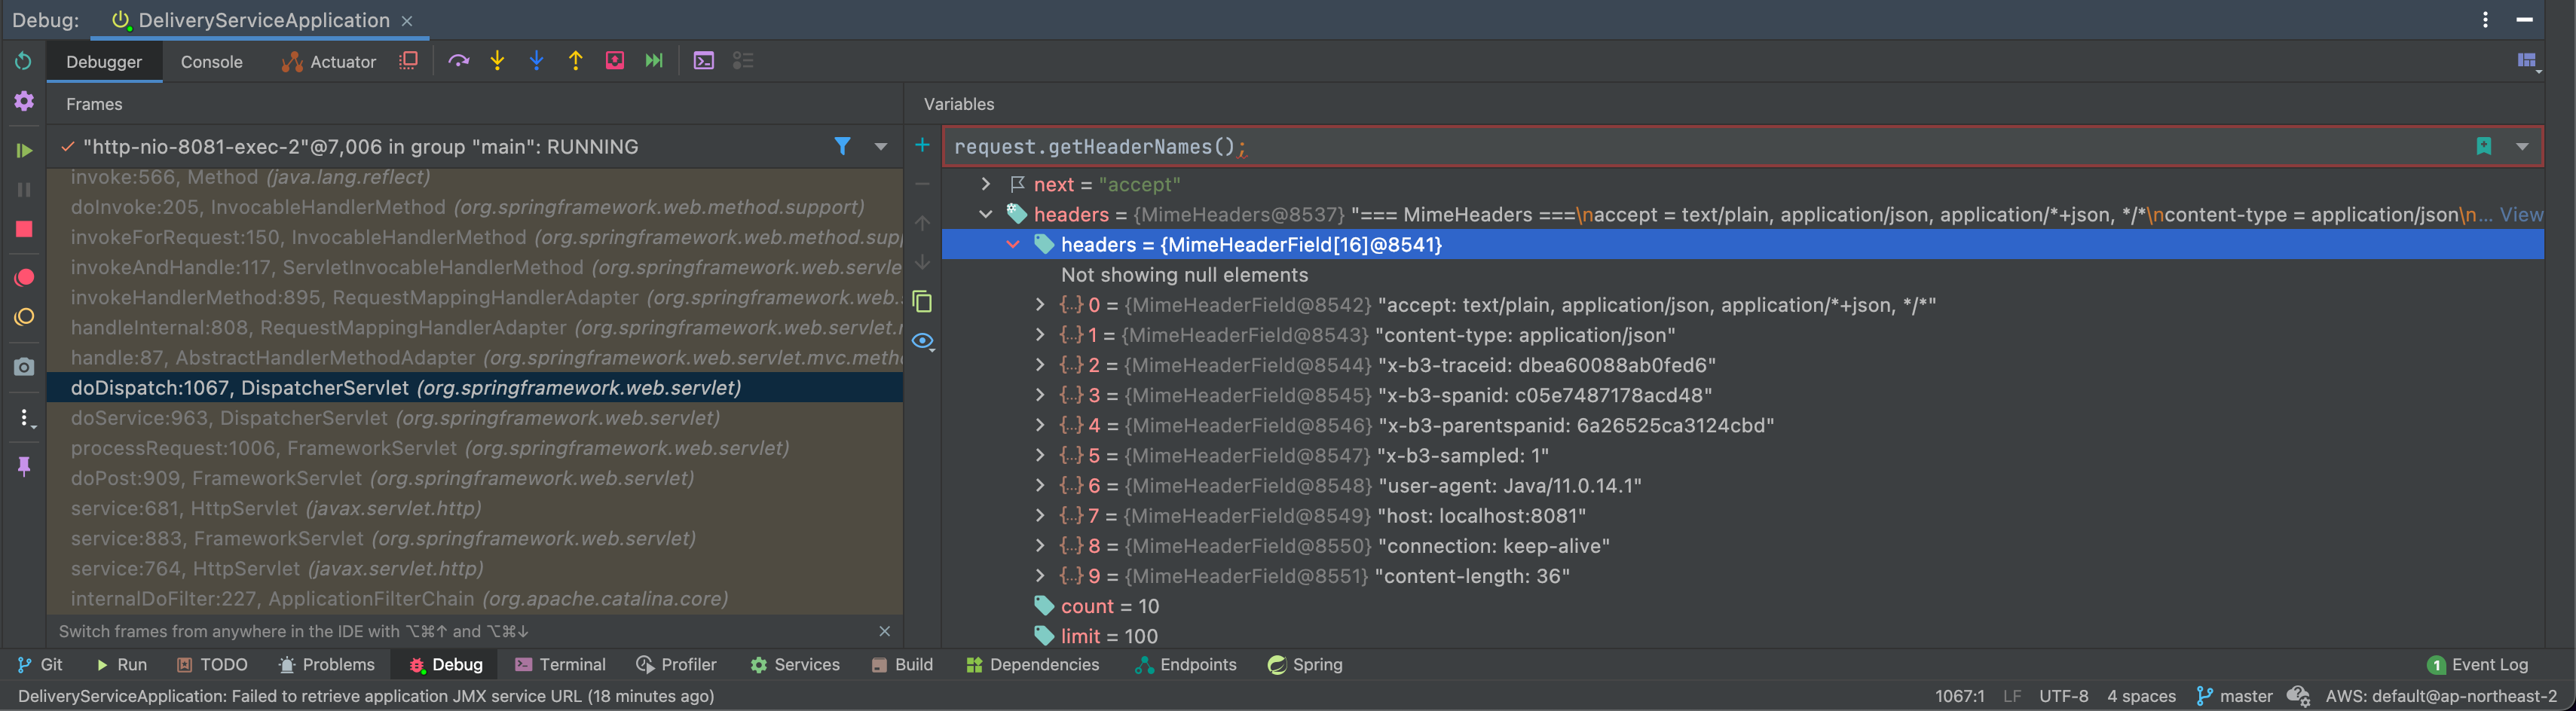 Debug: DeliveryServiceApplication
Debugger Console Actuator
Frames
"http-nio-8081-exec-2"@7,006 in group "main": RUNNING
invoke:566, Method (java.lang.reflect)
doInvoke:205, InvocableHandlerMethod (org.springframework.web.method.support)
invokeForRequest:150, InvocableHandlerMethod (org.springframework.web.method.supp
invokeAndHandle:117, ServletInvocableHandlerMethod (org.springframework.web.servle
invokeHandlerMethod:895, RequestMappingHandlerAdapter (org.springframework.web.
handleInternal:808, RequestMappingHandlerAdapter (org.springframework.web.servlet.r
handle:87, AbstractHandlerMethodAdapter (org.springframework.web.servlet.mvc.metho
doDispatch:1067, DispatcherServlet (org.springframework.web.servlet)
doService:963, DispatcherServlet (org.springframework.web.servlet)
processRequest:1006, FrameworkServlet (org.springframework.web.servlet)
doPost:909, FrameworkServlet (org.springframework.web.servlet)
service:681, HttpServlet (javax.servlet.http)
service:883, FrameworkServlet (org.springframework.web.servlet)
service:764, HttpServlet (javax.servlet.http)
internalDoFilter:227, ApplicationFilterChain (org.apache.catalina.core)
Switch frames from anywhere in the IDE with ⌥⌘↑ and ⌥⌘↓
Variables
request.getHeaderNames();
next = "accept"
headers = {MimeHeaders@8537} "=== MimeHeaders ===\naccept = text/plain, application/json, application/*+json, */*\ncontent-type = application/json\n... View
headers = {MimeHeaderField[16]@8541}
Not showing null elements
0 = {MimeHeaderField@8542} "accept: text/plain, application/json, application/*+json, */*"
1 = {MimeHeaderField@8543} "content-type: application/json"
2 = {MimeHeaderField@8544} "x-b3-traceid: dbea60088ab0fed6"
3 = {MimeHeaderField@8545} "x-b3-spanid: c05e7487178acd48"
4 = {MimeHeaderField@8546} "x-b3-parentspanid: 6a26525ca3124cbd"
5 = {MimeHeaderField@8547} "x-b3-sampled: 1"
6 = {MimeHeaderField@8548} "user-agent: Java/11.0.14.1"
7 = {MimeHeaderField@8549} "host: localhost:8081"
8 = {MimeHeaderField@8550} "connection: keep-alive"
9 = {MimeHeaderField@8551} "content-length: 36"
count = 10
limit = 100
Git Run TODO Problems Debug Terminal Profiler Services Build Dependencies Endpoints Spring 1 Event Log
DeliveryServiceApplication: Failed to retrieve application JMX service URL (18 minutes ago) 1067:1 LF UTF-8 4 spaces master AWS: default@ap-northeast-2